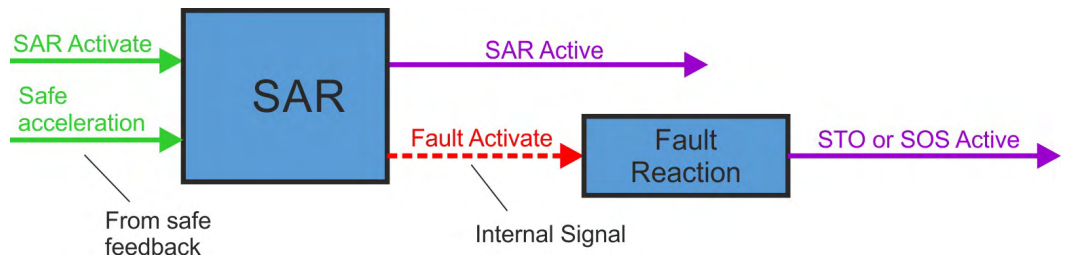 SAR Activate
SAR Active
Safe
acceleration
SAR
Fault Activate
Fault
Reaction
STO or SOS Active
From safe
feedback
Internal Signal